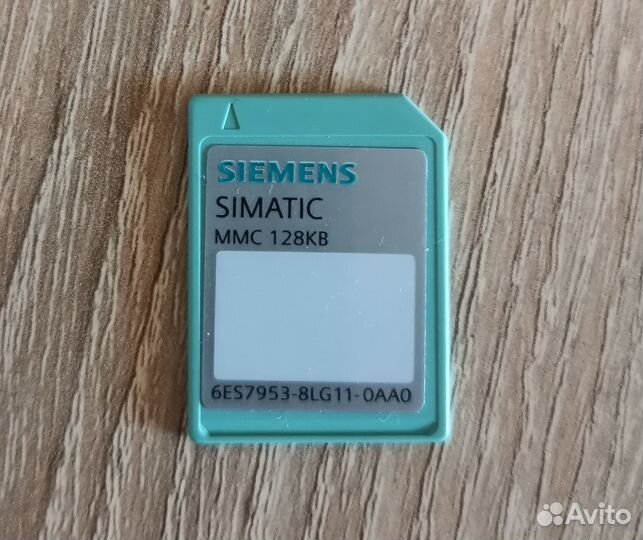 SIEMENS
SIMATIC
MMC 128KB
6ES7953-8LG11-0AA0
Avito